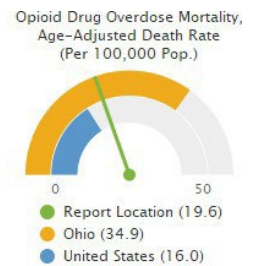 Opioid Drug Overdose Mortality,
Age-Adjusted Death Rate
(Per 100,000 Pop.)
0 50
Report Location (19.6)
Ohio (34.9)
United States (16.0)